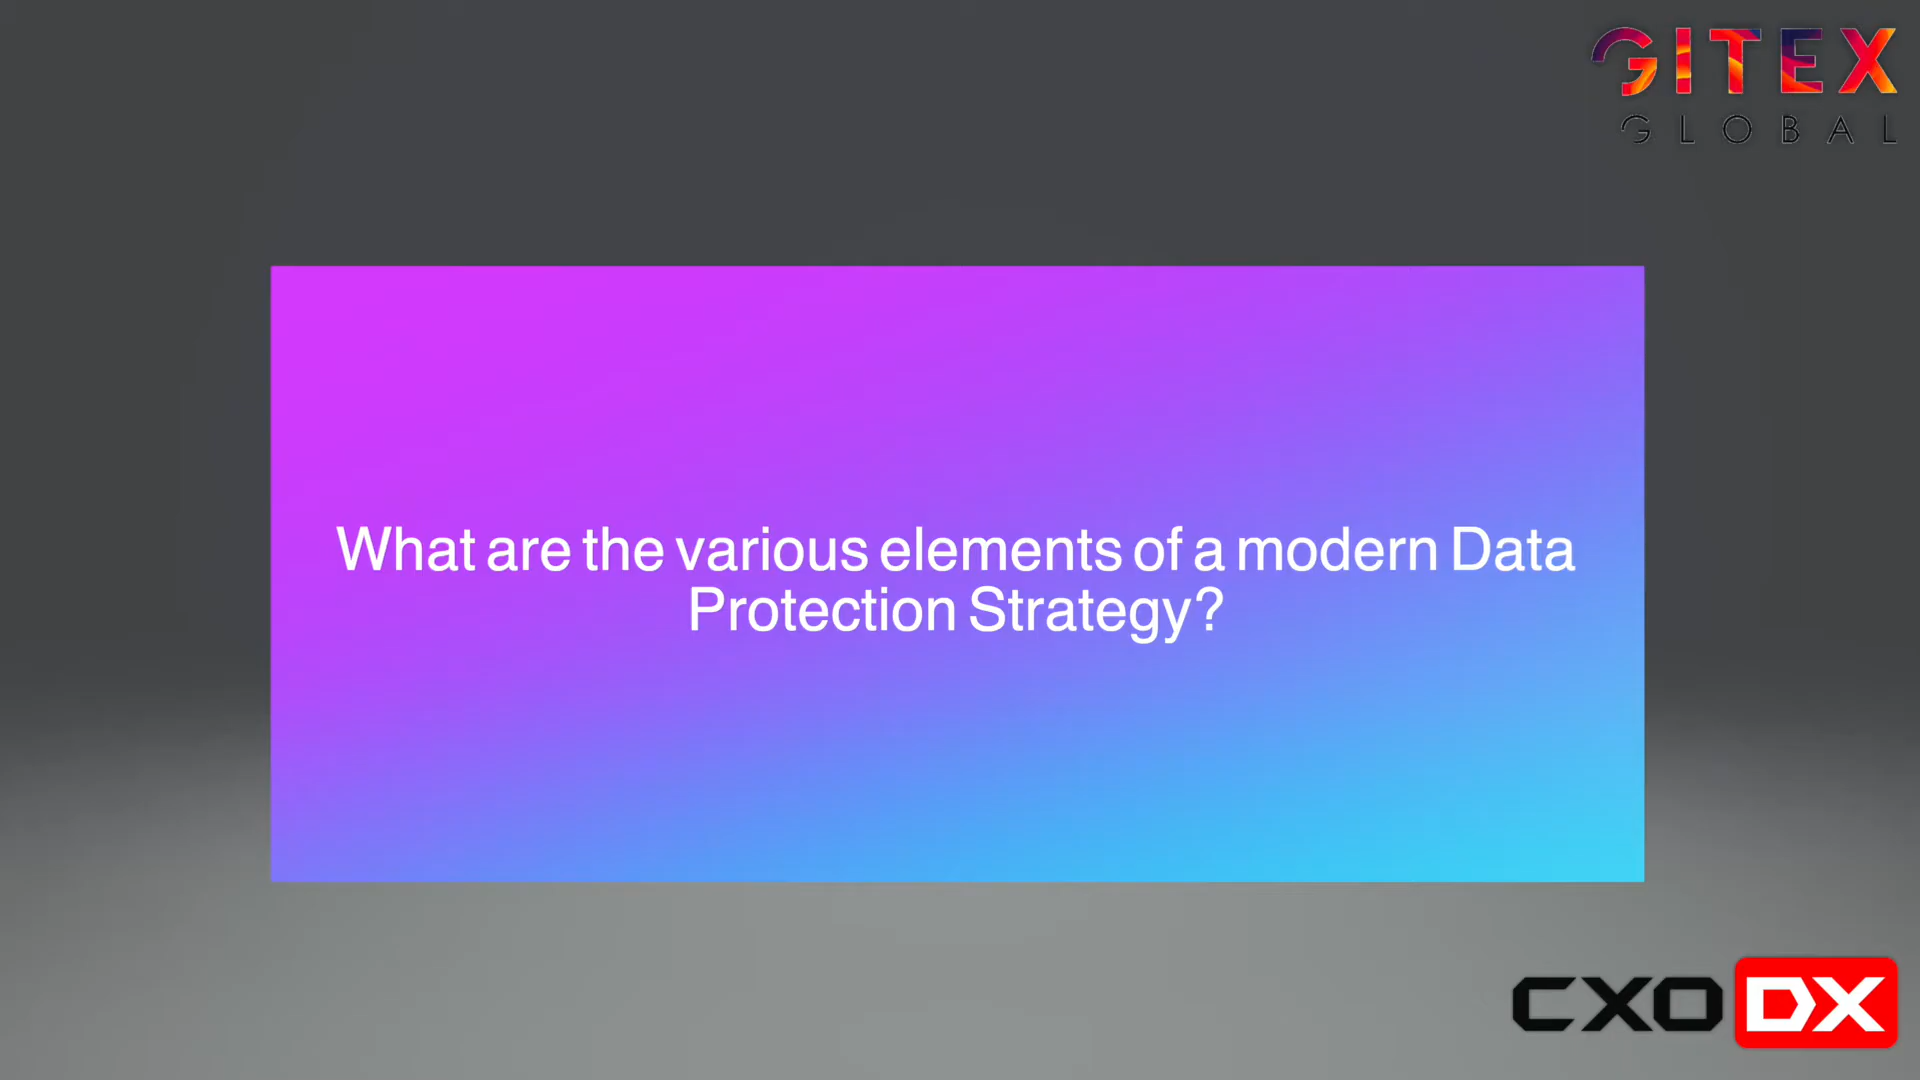 GITEX
GLOBAL
What are the various elements of a modern Data
Protection Strategy?
CXO DX